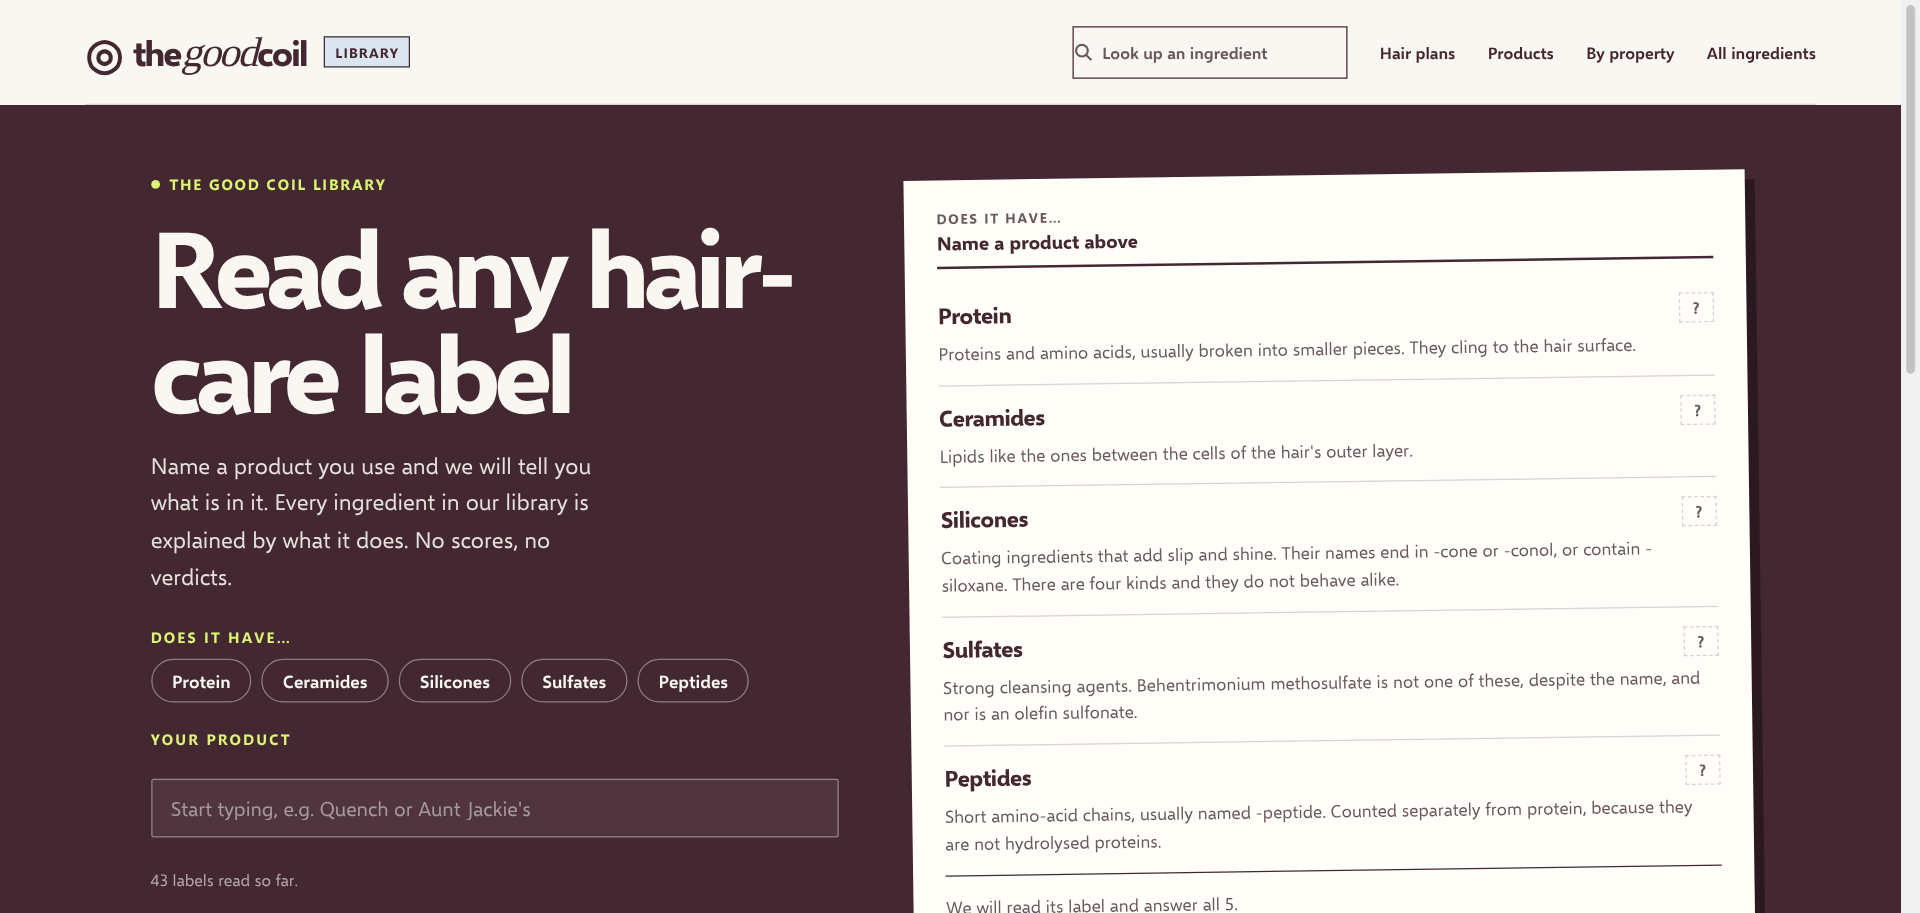 thegoodcoil LIBRARY
Look up an ingredient
Hair plans
Products
By property
All ingredients
THE GOOD COIL LIBRARY
Read any hair-
care label
Name a product you use and we will tell you
what is in it. Every ingredient in our library is
explained by what it does. No scores, no
verdicts.
DOES IT HAVE...
Protein
Ceramides
Silicones
Sulfates
Peptides
YOUR PRODUCT
Start typing, e.g. Quench or Aunt Jackie's
43 labels read so far.
DOES IT HAVE...
Name a product above
Protein
?
Proteins and amino acids, usually broken into smaller pieces. They cling to the hair surface.
Ceramides
?
Lipids like the ones between the cells of the hair's outer layer.
Silicones
?
Coating ingredients that add slip and shine. Their names end in -cone or -conol, or contain -
siloxane. There are four kinds and they do not behave alike.
Sulfates
?
Strong cleansing agents. Behentrimonium methosulfate is not one of these, despite the name, and
nor is an olefin sulfonate.
Peptides
?
Short amino-acid chains, usually named -peptide. Counted separately from protein, because they
are not hydrolysed proteins.
We will read its label and answer all 5.